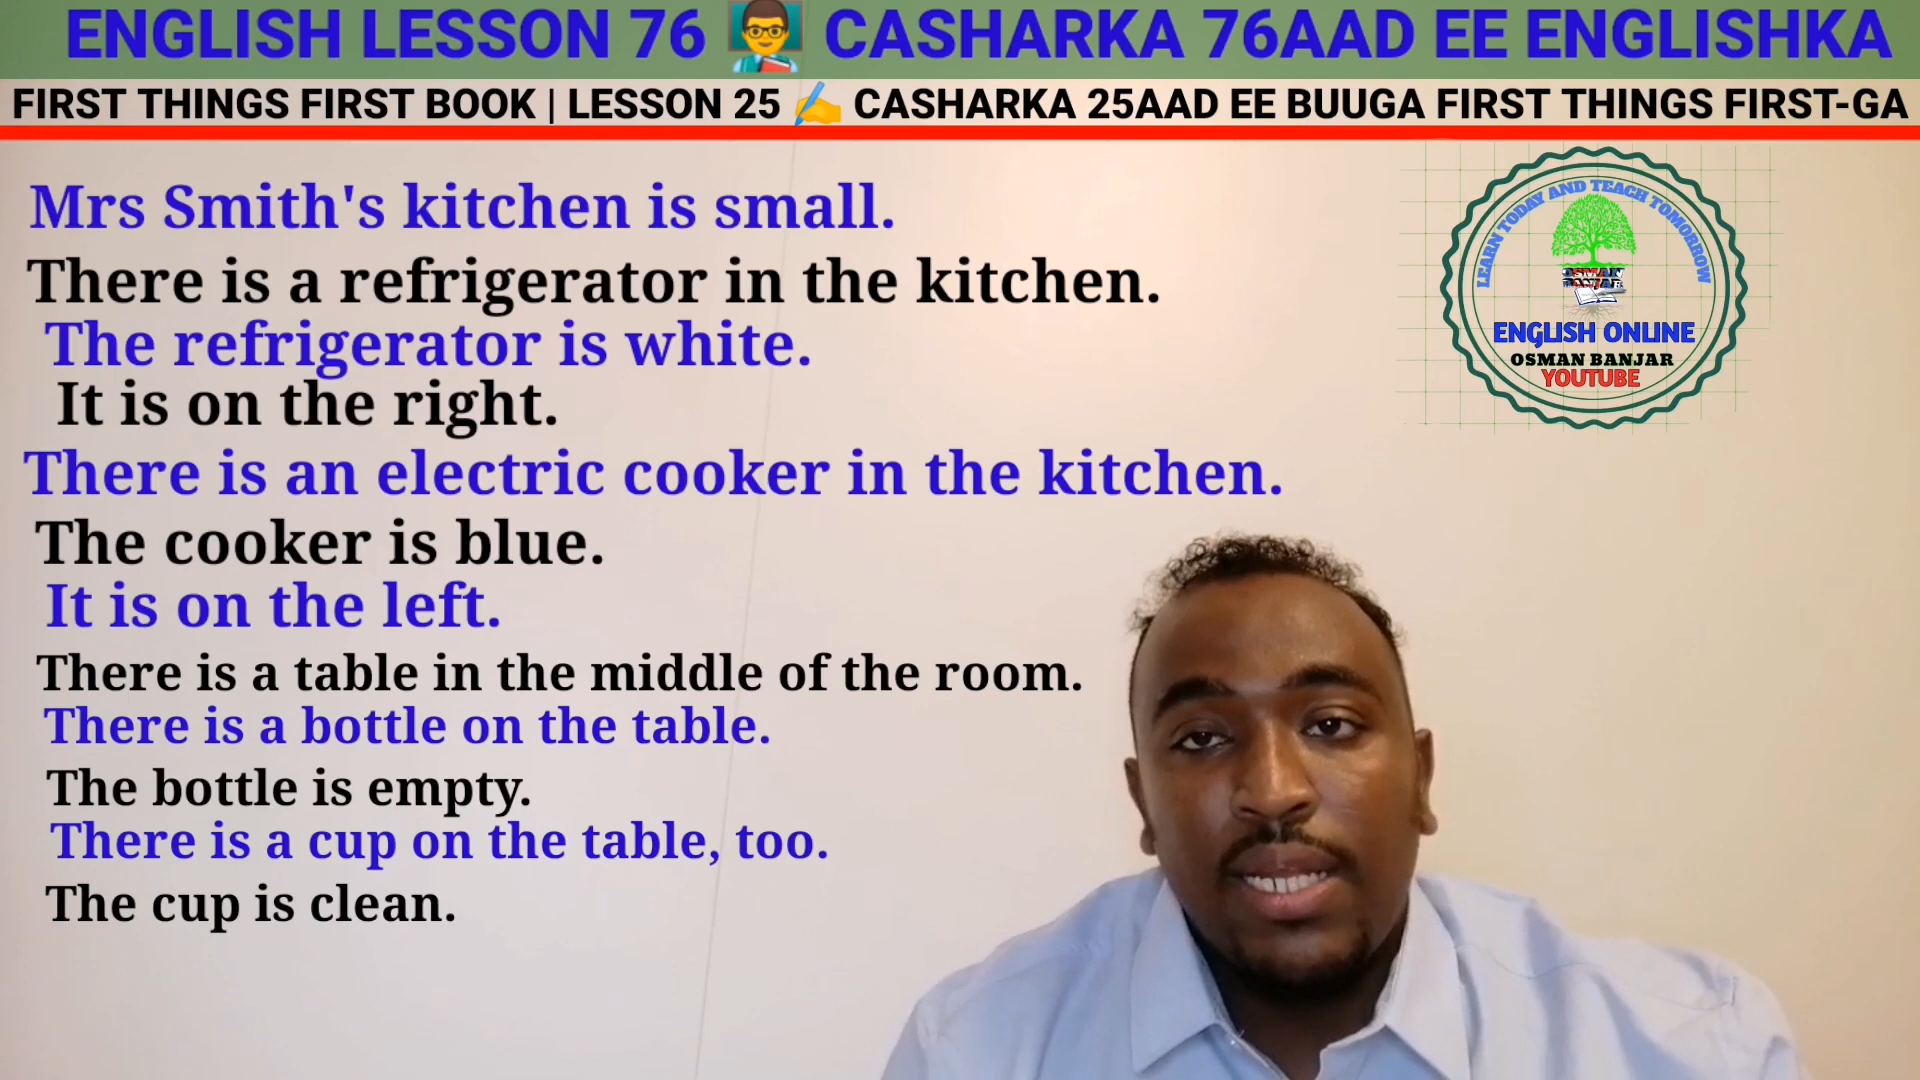 ENGLISH LESSON 76 CASHARKA 76AAD EE ENGLISHKA
FIRST THINGS FIRST BOOK | LESSON 25 CASHARKA 25AAD EE BUUGA FIRST THINGS FIRST-GA
Mrs Smith's kitchen is small.
There is a refrigerator in the kitchen.
The refrigerator is white.
It is on the right.
There is an electric cooker in the kitchen.
The cooker is blue.
It is on the left.
There is a table in the middle of the room.
There is a bottle on the table.
The bottle is empty.
There is a cup on the table, too.
The cup is clean.
LEARN TODAY AND TEACH TOMORROW
OSMAN
BANJAR
ENGLISH ONLINE
OSMAN BANJAR
YOUTUBE